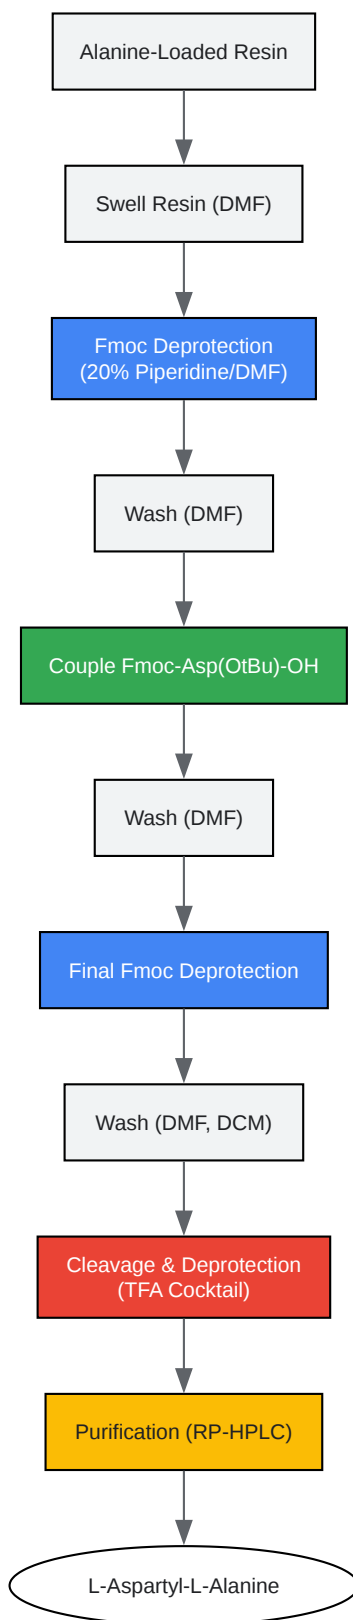 Alanine-Loaded Resin
Swell Resin (DMF)
Fmoc Deprotection
(20% Piperidine/DMF)
Wash (DMF)
Couple Fmoc-Asp(OtBu)-OH
Wash (DMF)
Final Fmoc Deprotection
Wash (DMF, DCM)
Cleavage & Deprotection
(TFA Cocktail)
Purification (RP-HPLC)
L-Aspartyl-L-Alanine